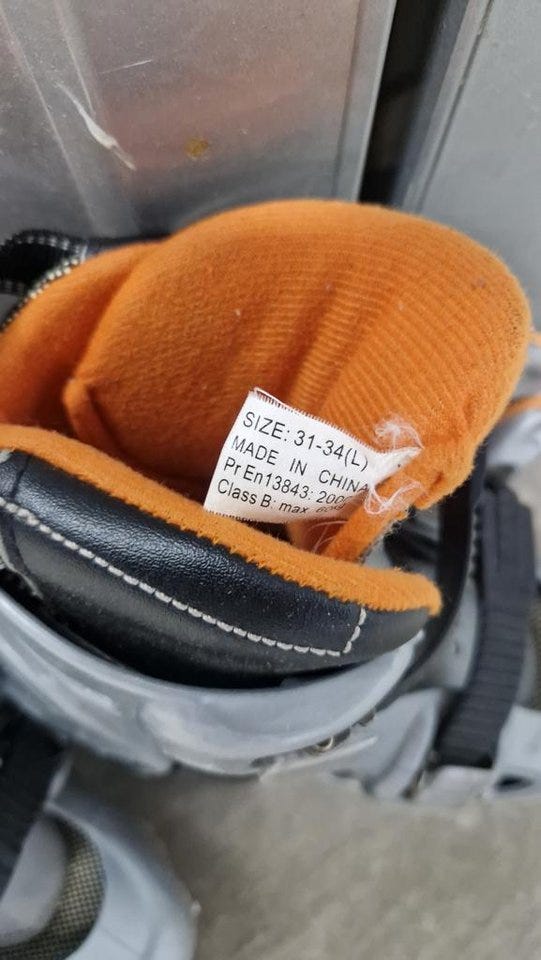 SIZE: 31-34(L)
MADE IN CHINA
PrEn13843: 200
Class B: max